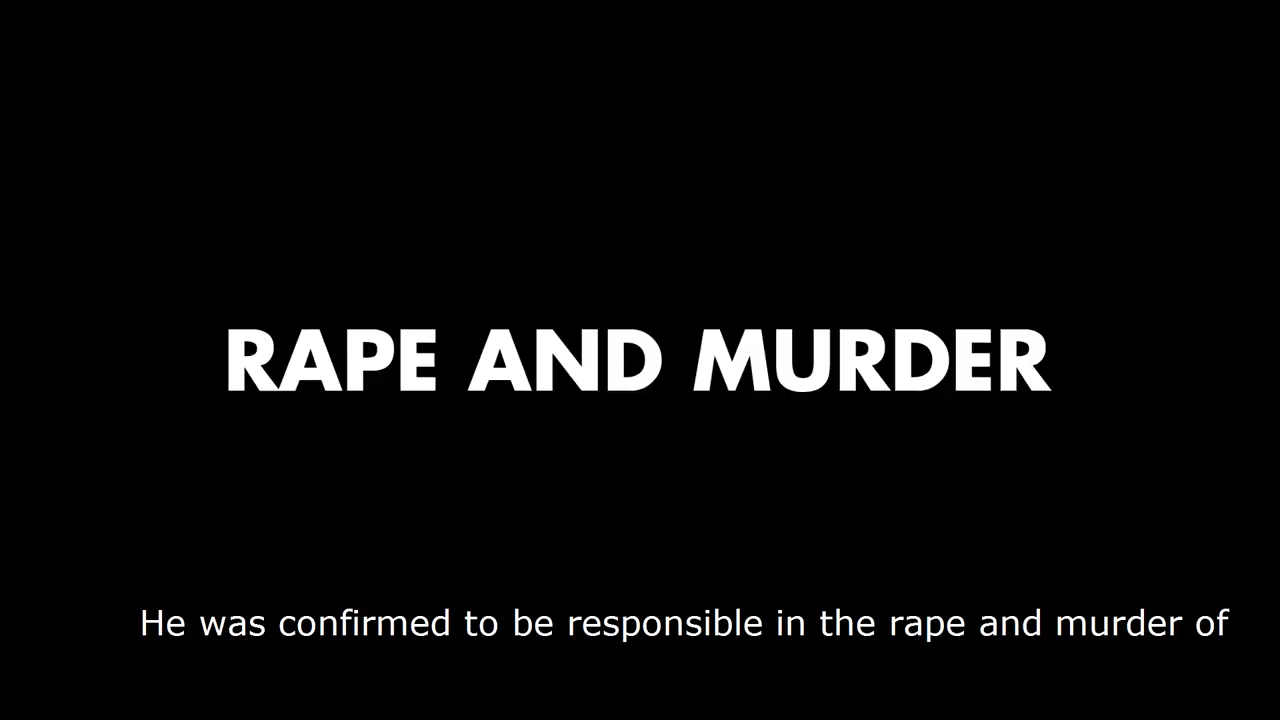 RAPE AND MURDER
He was confirmed to be responsible in the rape and murder of